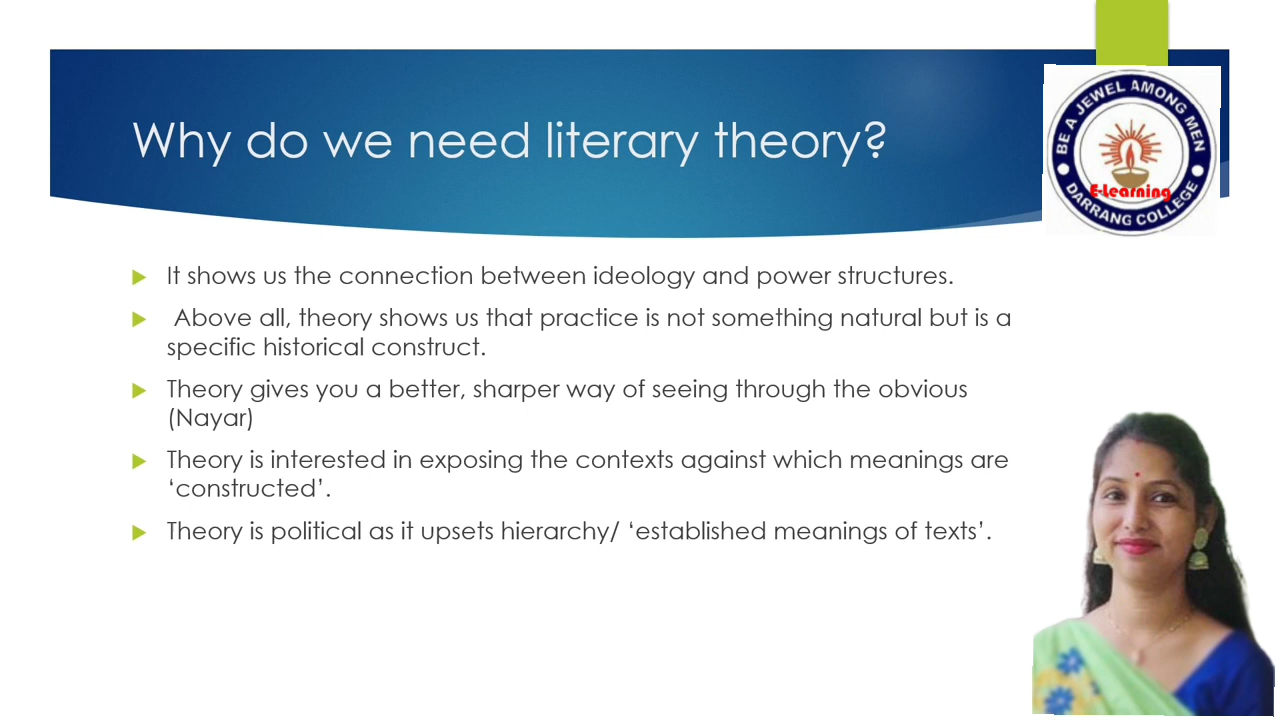 Why do we need literary theory?
BE A JEWEL AMONG MEN
E-Learning
DARRANG COLLEGE
It shows us the connection between ideology and power structures.
Above all, theory shows us that practice is not something natural but is a
specific historical construct.
Theory gives you a better, sharper way of seeing through the obvious
(Nayar)
Theory is interested in exposing the contexts against which meanings are
‘constructed’.
Theory is political as it upsets hierarchy/ ‘established meanings of texts’.